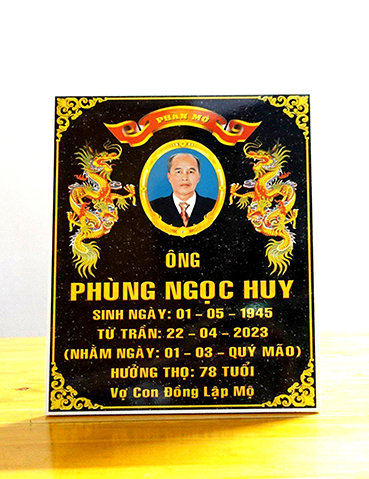 PHẦN MỘ
ÔNG
PHÙNG NGỌC HUY
SINH NGÀY: 01 - 05 - 1945
TỪ TRẦN: 22 - 04 - 2023
(NHẰM NGÀY: 01 - 03 - QUÝ MÃO)
HƯỞNG THỌ: 78 TUỔI
Vợ Con Đồng Lập Mộ